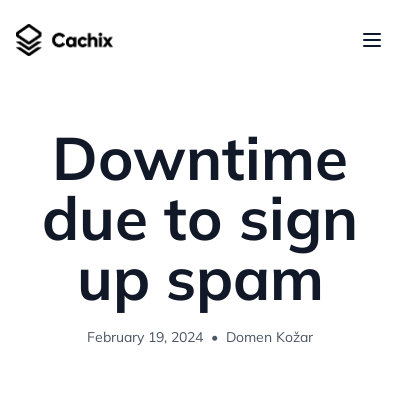 Cachix
Downtime
due to sign
up spam
February 19, 2024 • Domen Kožar